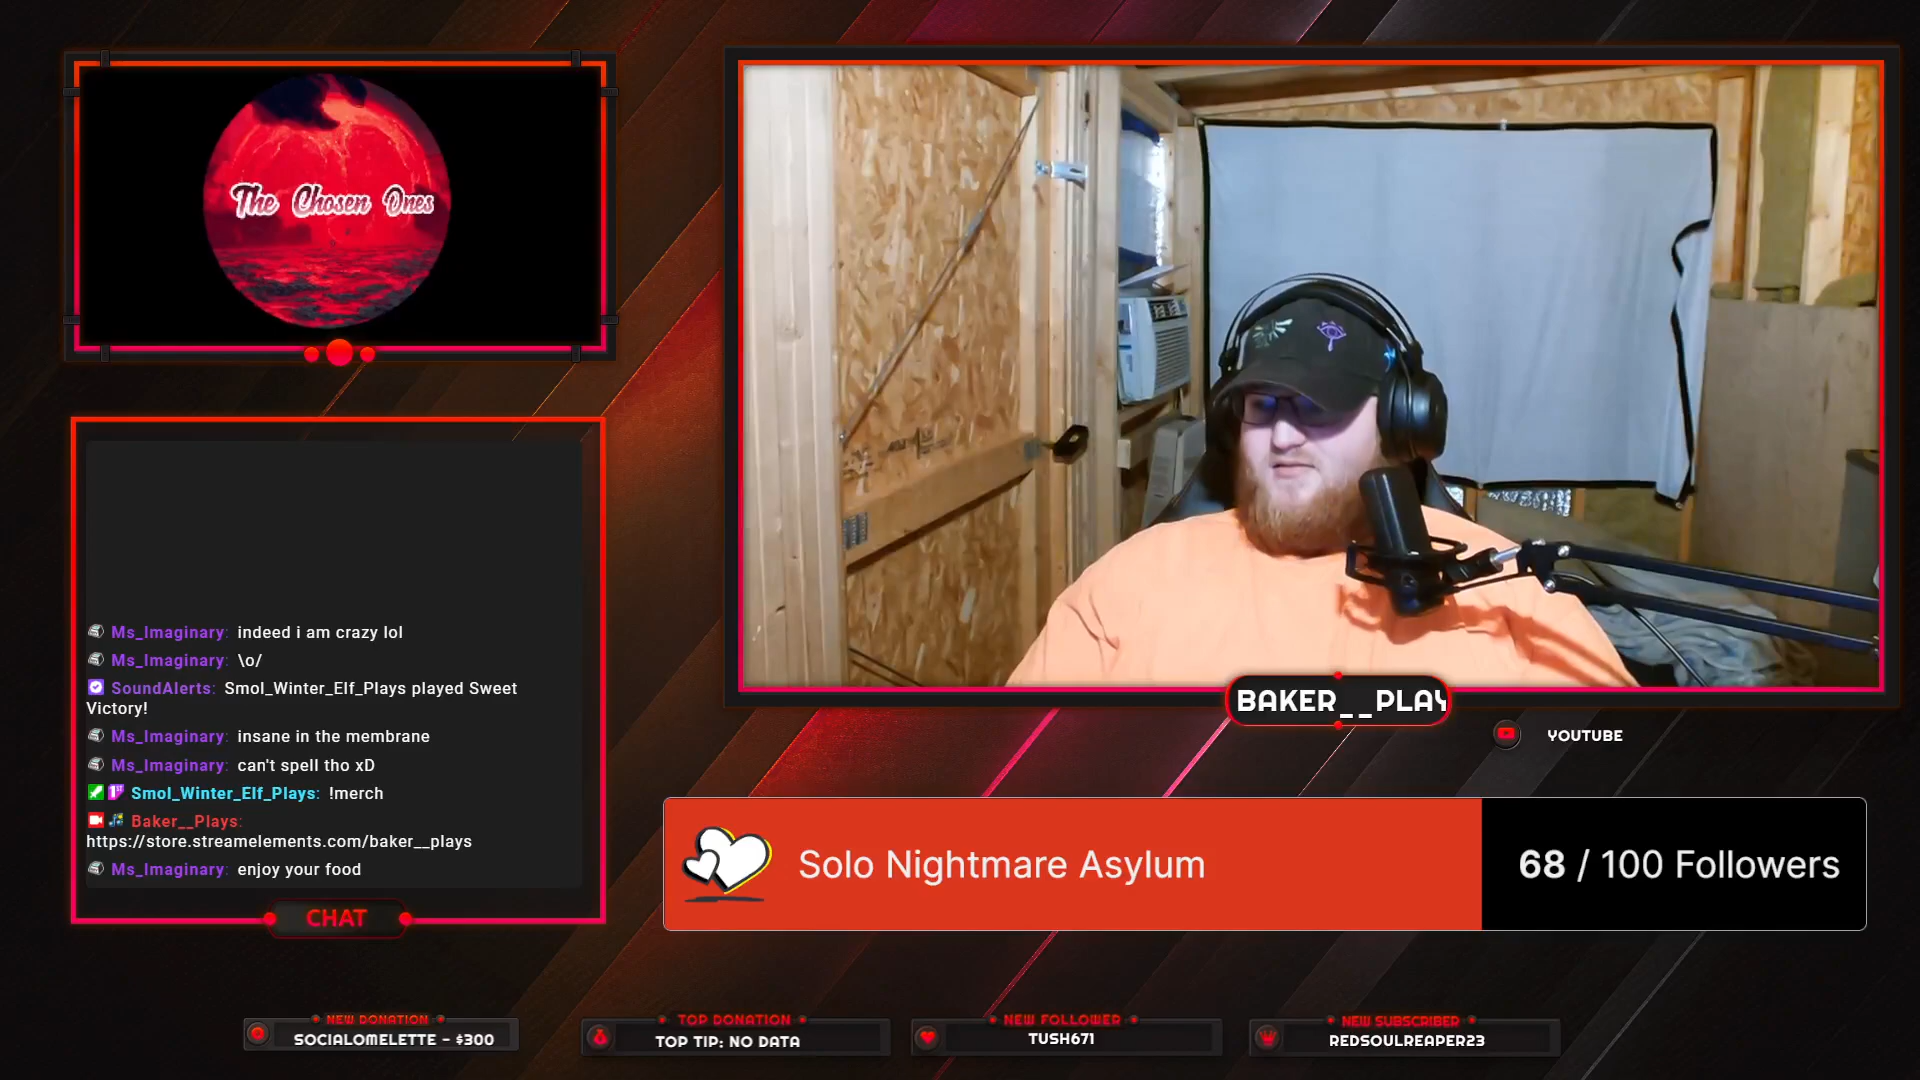 The Chosen Ones
Ms_Imaginary: indeed i am crazy lol
Ms_Imaginary: \o/
SoundAlerts: Smol_Winter_Elf_Plays played Sweet
Victory!
Ms_Imaginary: insane in the membrane
Ms_Imaginary: can't spell tho xD
Smol_Winter_Elf_Plays: !merch
Baker__Plays:
https://store.streamelements.com/baker__plays
Ms_Imaginary: enjoy your food
CHAT
BAKER__PLAY
YOUTUBE
Solo Nightmare Asylum
68 / 100 Followers
NEW DONATION
SOCIALOMELETTE - $300
TOP DONATION
TOP TIP: NO DATA
NEW FOLLOWER
TUSH671
NEW SUBSCRIBER
REDSOULREAPER23